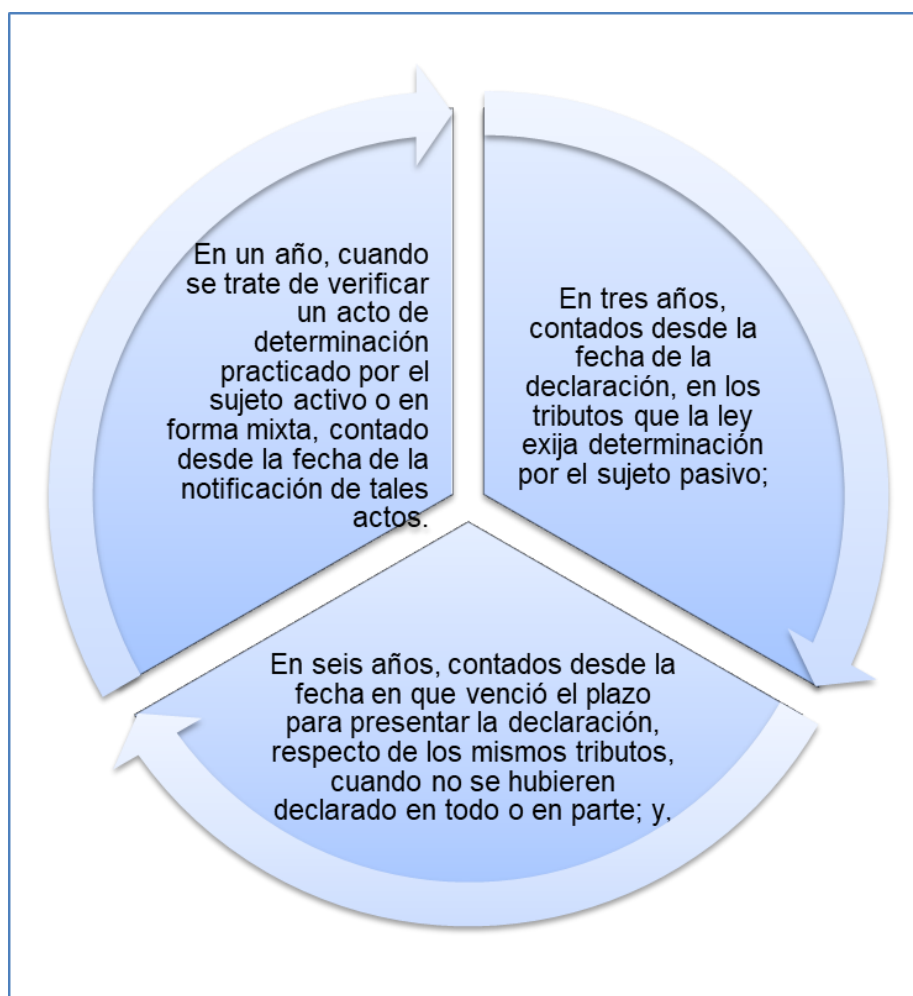 En tres años,
contados desde la
fecha de la
declaración, en los
tributos que la ley
exija determinación
por el sujeto pasivo;
En seis años, contados desde la
fecha en que venció el plazo
para presentar la declaración,
respecto de los mismos tributos,
cuando no se hubieren
declarado en todo o en parte; y,
En un año, cuando
se trate de verificar
un acto de
determinación
practicado por el
sujeto activo o en
forma mixta, contado
desde la fecha de la
notificación de tales
actos.